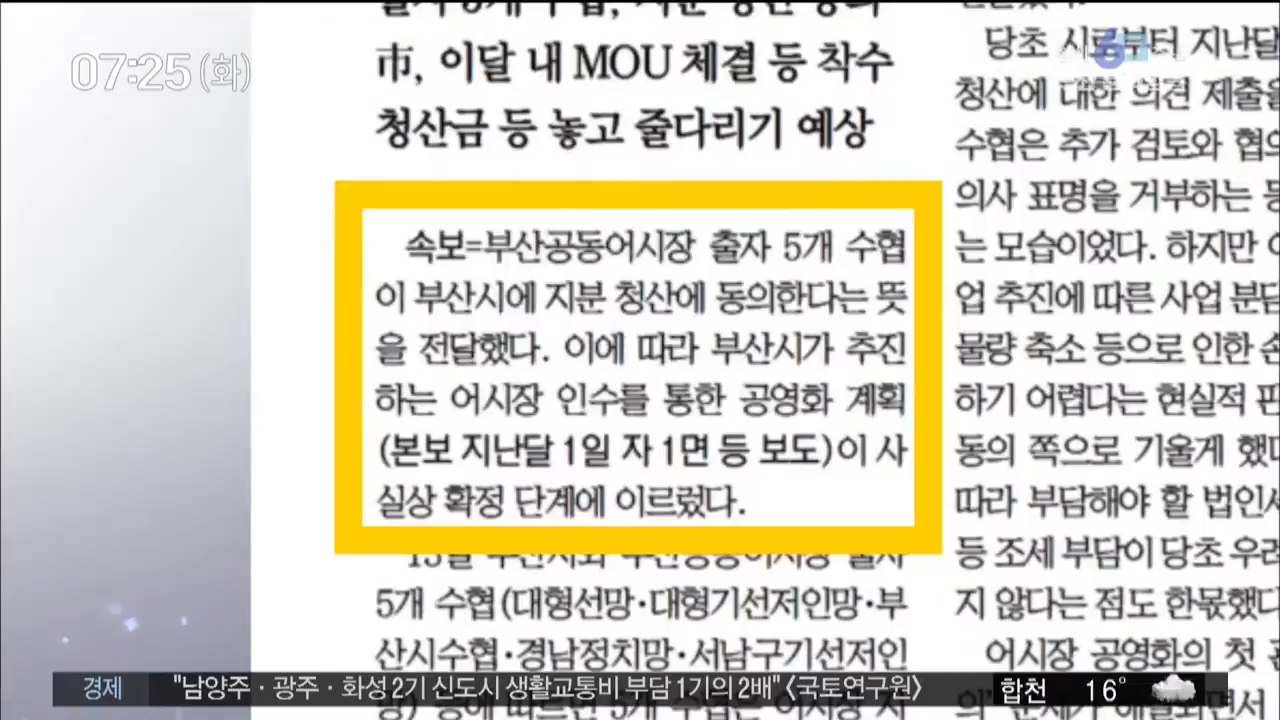 市, 이달 내 MOU 체결 등 착수
청산금 등 놓고 줄다리기 예상
07:25 (화)
속보=부산공동어시장 출자 5개 수협
이 부산시에 지분 청산에 동의한다는 뜻
을 전달했다. 이에 따라 부산시가 추진
하는 어시장 인수를 통한 공영화 계획
(본보 지난달 1일 자 1면 등 보도)이 사
실상 확정 단계에 이르렀다.
15일 부산시와 부산공동어시장 출자
5개 수협(대형선망·대형기선저인망·부
산시수협·경남정치망·서남구기선저인
당초 시로부터 지난달
청산에 대한 의견 제출을
수협은 추가 검토와 협의
의사 표명을 거부하는 등
는 모습이었다. 하지만
업 추진에 따른 사업 분담
물량 축소 등으로 인한 손
하기 어렵다는 현실적 판
동의 쪽으로 기울게 했다
따라 부담해야 할 법인세
등 조세 부담이 당초 우려
지 않다는 점도 한몫했다
어시장 공영화의 첫
경제 "남양주·광주·화성 2기 신도시 생활교통비 부담 1기의 2배" <국토연구원>
합천 16°